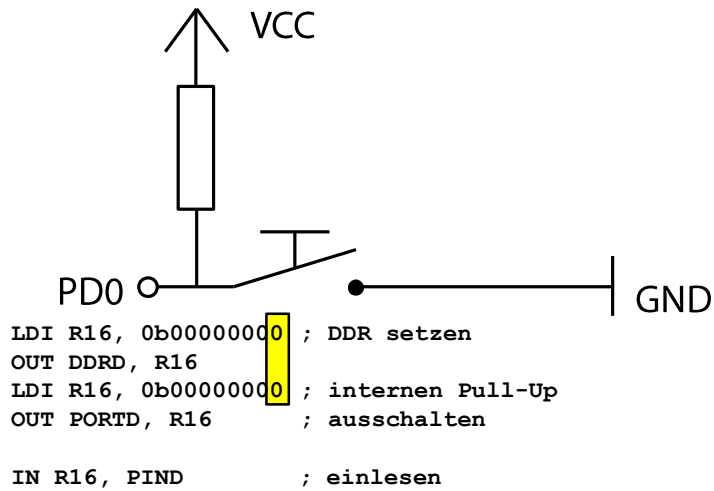 VCC
PD0
GND
LDI R16, 0b00000000 ; DDR setzen
OUT DDRD, R16
LDI R16, 0b00000000 ; internen Pull-Up
OUT PORTD, R16 ; ausschalten
IN R16, PIND ; einlesen